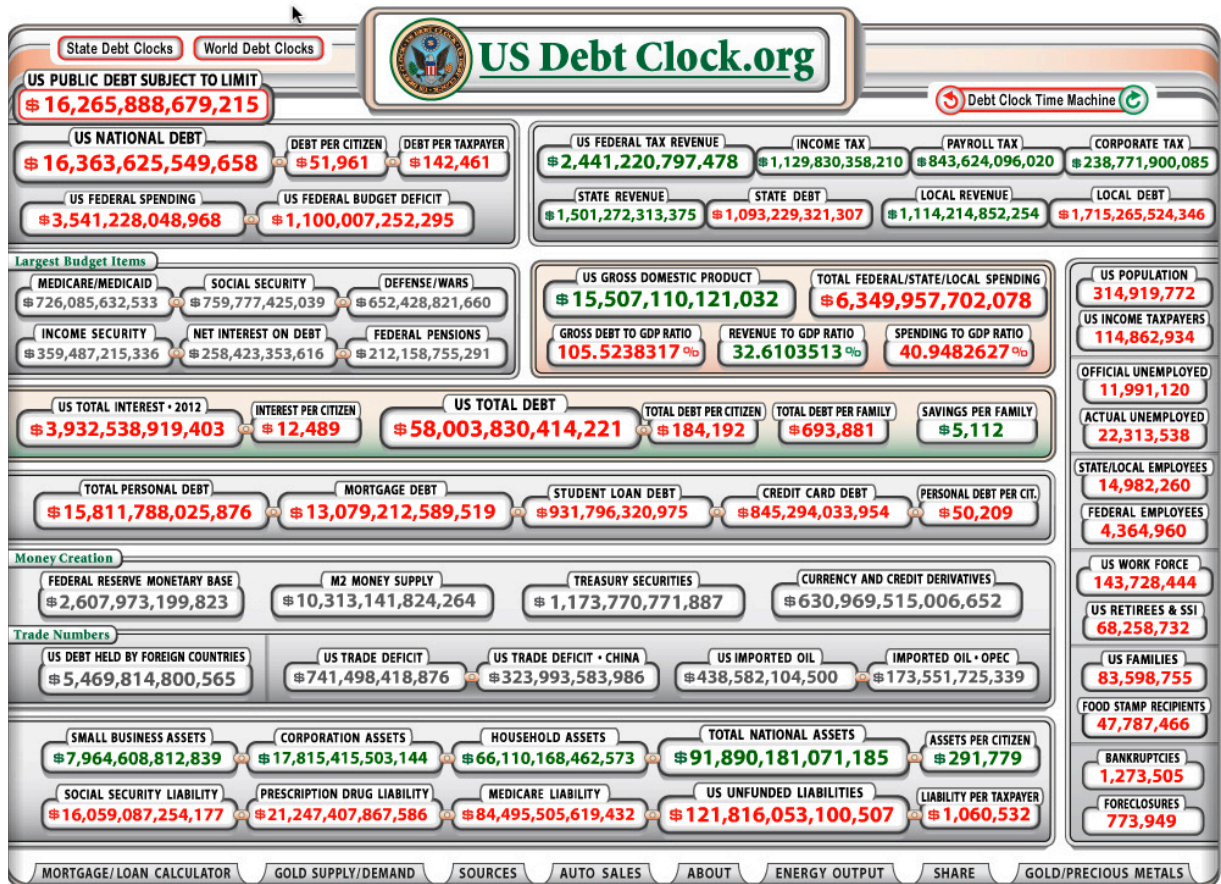 State Debt Clocks
World Debt Clocks
US Debt Clock.org
US PUBLIC DEBT SUBJECT TO LIMIT
$16,265,888,679,215
Debt Clock Time Machine
US NATIONAL DEBT
$16,363,625,549,658
DEBT PER CITIZEN
$51,961
DEBT PER TAXPAYER
$142,461
US FEDERAL SPENDING
$3,541,228,048,968
US FEDERAL BUDGET DEFICIT
$1,100,007,252,295
US FEDERAL TAX REVENUE
$2,441,220,797,478
INCOME TAX
$1,129,830,358,210
PAYROLL TAX
$843,624,096,020
CORPORATE TAX
$238,771,900,085
STATE REVENUE
$1,501,272,313,375
STATE DEBT
$1,093,229,321,307
LOCAL REVENUE
$1,114,214,852,254
LOCAL DEBT
$1,715,265,524,346
Largest Budget Items
MEDICARE/MEDICAID
$726,085,632,533
SOCIAL SECURITY
$759,777,425,039
DEFENSE/WARS
$652,428,821,660
INCOME SECURITY
$359,487,215,336
NET INTEREST ON DEBT
$258,423,353,616
FEDERAL PENSIONS
$212,158,755,291
US GROSS DOMESTIC PRODUCT
$15,507,110,121,032
TOTAL FEDERAL/STATE/LOCAL SPENDING
$6,349,957,702,078
GROSS DEBT TO GDP RATIO
105.5238317%
REVENUE TO GDP RATIO
32.6103513%
SPENDING TO GDP RATIO
40.9482627%
US POPULATION
314,919,772
US INCOME TAXPAYERS
114,862,934
OFFICIAL UNEMPLOYED
11,991,120
ACTUAL UNEMPLOYED
22,313,538
STATE/LOCAL EMPLOYEES
14,982,260
FEDERAL EMPLOYEES
4,364,960
US WORK FORCE
143,728,444
US RETIREES & SSI
68,258,732
US FAMILIES
83,598,755
FOOD STAMP RECIPIENTS
47,787,466
BANKRUPTCIES
1,273,505
FORECLOSURES
773,949
US TOTAL INTEREST • 2012
$3,932,538,919,403
INTEREST PER CITIZEN
$12,489
US TOTAL DEBT
$58,003,830,414,221
TOTAL DEBT PER CITIZEN
$184,192
TOTAL DEBT PER FAMILY
$693,881
SAVINGS PER FAMILY
$5,112
TOTAL PERSONAL DEBT
$15,811,788,025,876
MORTGAGE DEBT
$13,079,212,589,519
STUDENT LOAN DEBT
$931,796,320,975
CREDIT CARD DEBT
$845,294,033,954
PERSONAL DEBT PER CIT.
$50,209
Money Creation
FEDERAL RESERVE MONETARY BASE
$2,607,973,199,823
M2 MONEY SUPPLY
$10,313,141,824,264
TREASURY SECURITIES
$1,173,770,771,887
CURRENCY AND CREDIT DERIVATIVES
$630,969,515,006,652
Trade Numbers
US DEBT HELD BY FOREIGN COUNTRIES
$5,469,814,800,565
US TRADE DEFICIT
$741,498,418,876
US TRADE DEFICIT • CHINA
$323,993,583,986
US IMPORTED OIL
$438,582,104,500
IMPORTED OIL • OPEC
$173,551,725,339
SMALL BUSINESS ASSETS
$7,964,608,812,839
CORPORATION ASSETS
$17,815,415,503,144
HOUSEHOLD ASSETS
$66,110,168,462,573
TOTAL NATIONAL ASSETS
$91,890,181,071,185
ASSETS PER CITIZEN
$291,779
SOCIAL SECURITY LIABILITY
$16,059,087,254,177
PRESCRIPTION DRUG LIABILITY
$21,247,407,867,586
MEDICARE LIABILITY
$84,495,505,619,432
US UNFUNDED LIABILITIES
$121,816,053,100,507
LIABILITY PER TAXPAYER
$1,060,532
MORTGAGE/LOAN CALCULATOR
GOLD SUPPLY/DEMAND
SOURCES
AUTO SALES
ABOUT
ENERGY OUTPUT
SHARE
GOLD/PRECIOUS METALS